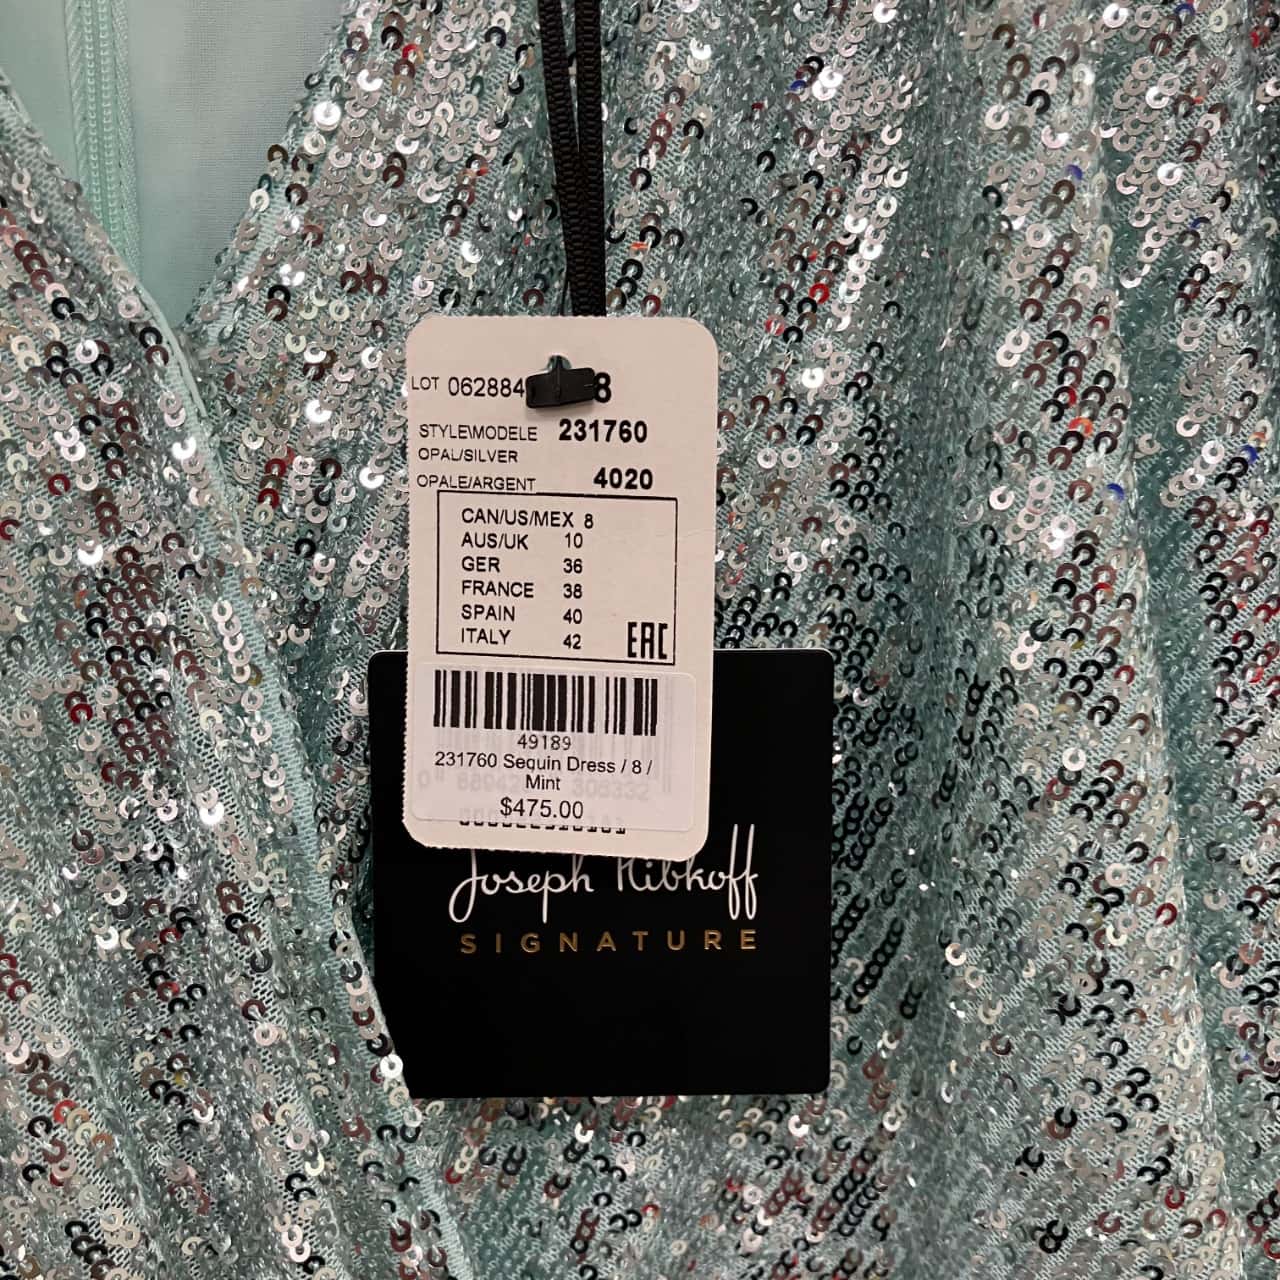 LOT 062884 8
STYLE\MODELE 231760
OPAL/SILVER
OPALE/ARGENT 4020
CAN/US/MEX 8
AUS/UK 10
GER 36
FRANCE 38
SPAIN 40
ITALY 42
EAC
49189
231760 Sequin Dress / 8 /
Mint
$475.00
Joseph Ribkoff
SIGNATURE